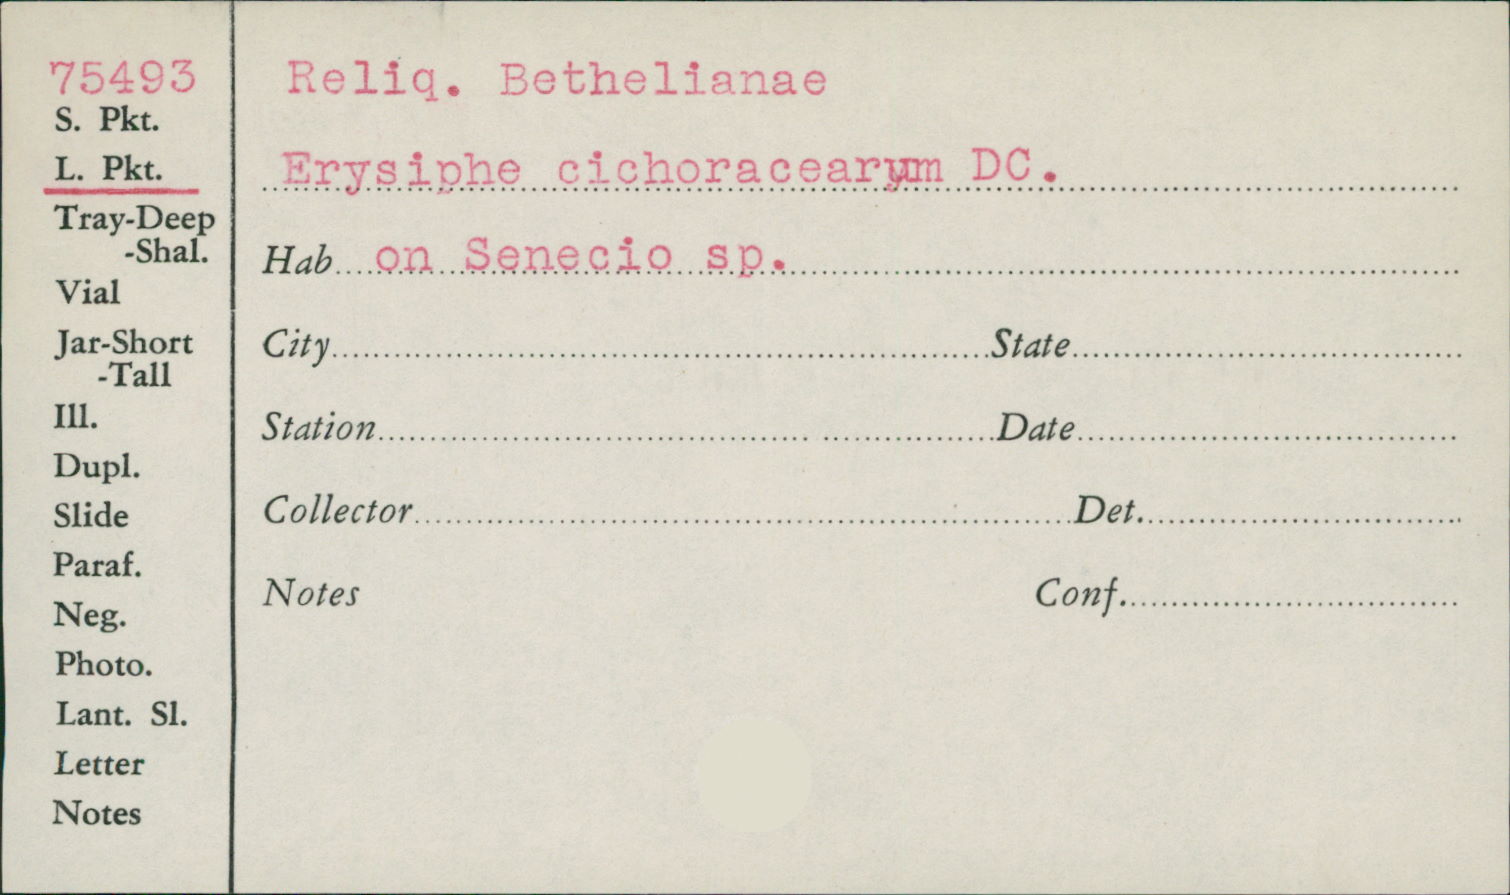 75493
S. Pkt.
L. Pkt.
Tray-Deep
-Shal.
Vial
Jar-Short
-Tall
Ill.
Dupl.
Slide
Paraf.
Neg.
Photo.
Lant. Sl.
Letter
Notes
Reliq. Bethelianae
Erysiphe cichoracearum DC.
Hab on Senecio sp.
City State
Station Date
Collector Det.
Notes Conf.